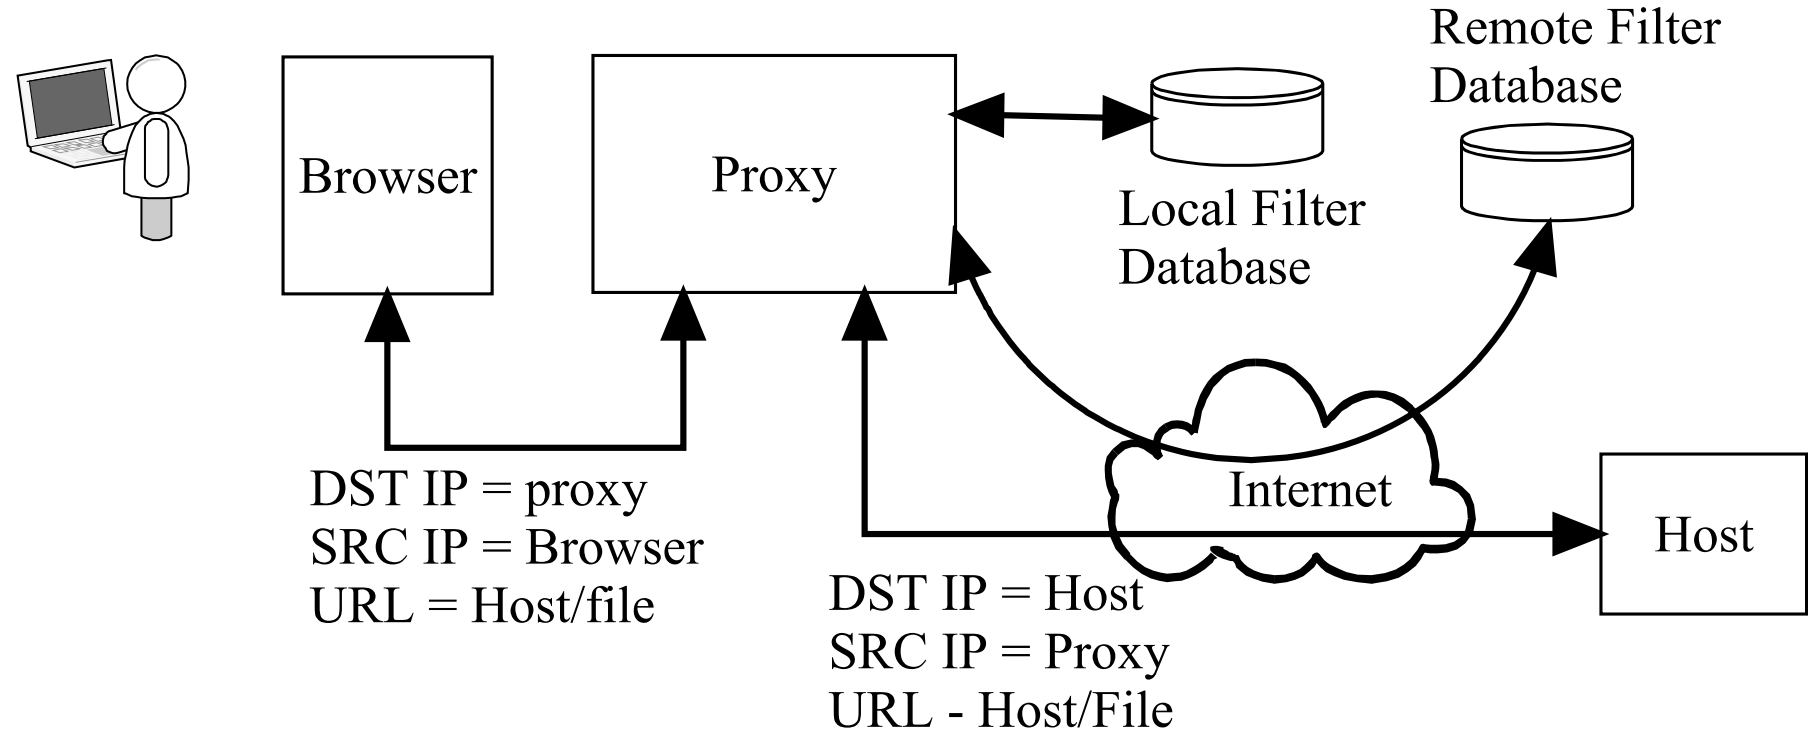 Remote Filter
Database
Browser
Proxy
Local Filter
Database
DST IP = proxy
SRC IP = Browser
URL = Host/file
Internet
Host
DST IP = Host
SRC IP = Proxy
URL - Host/File